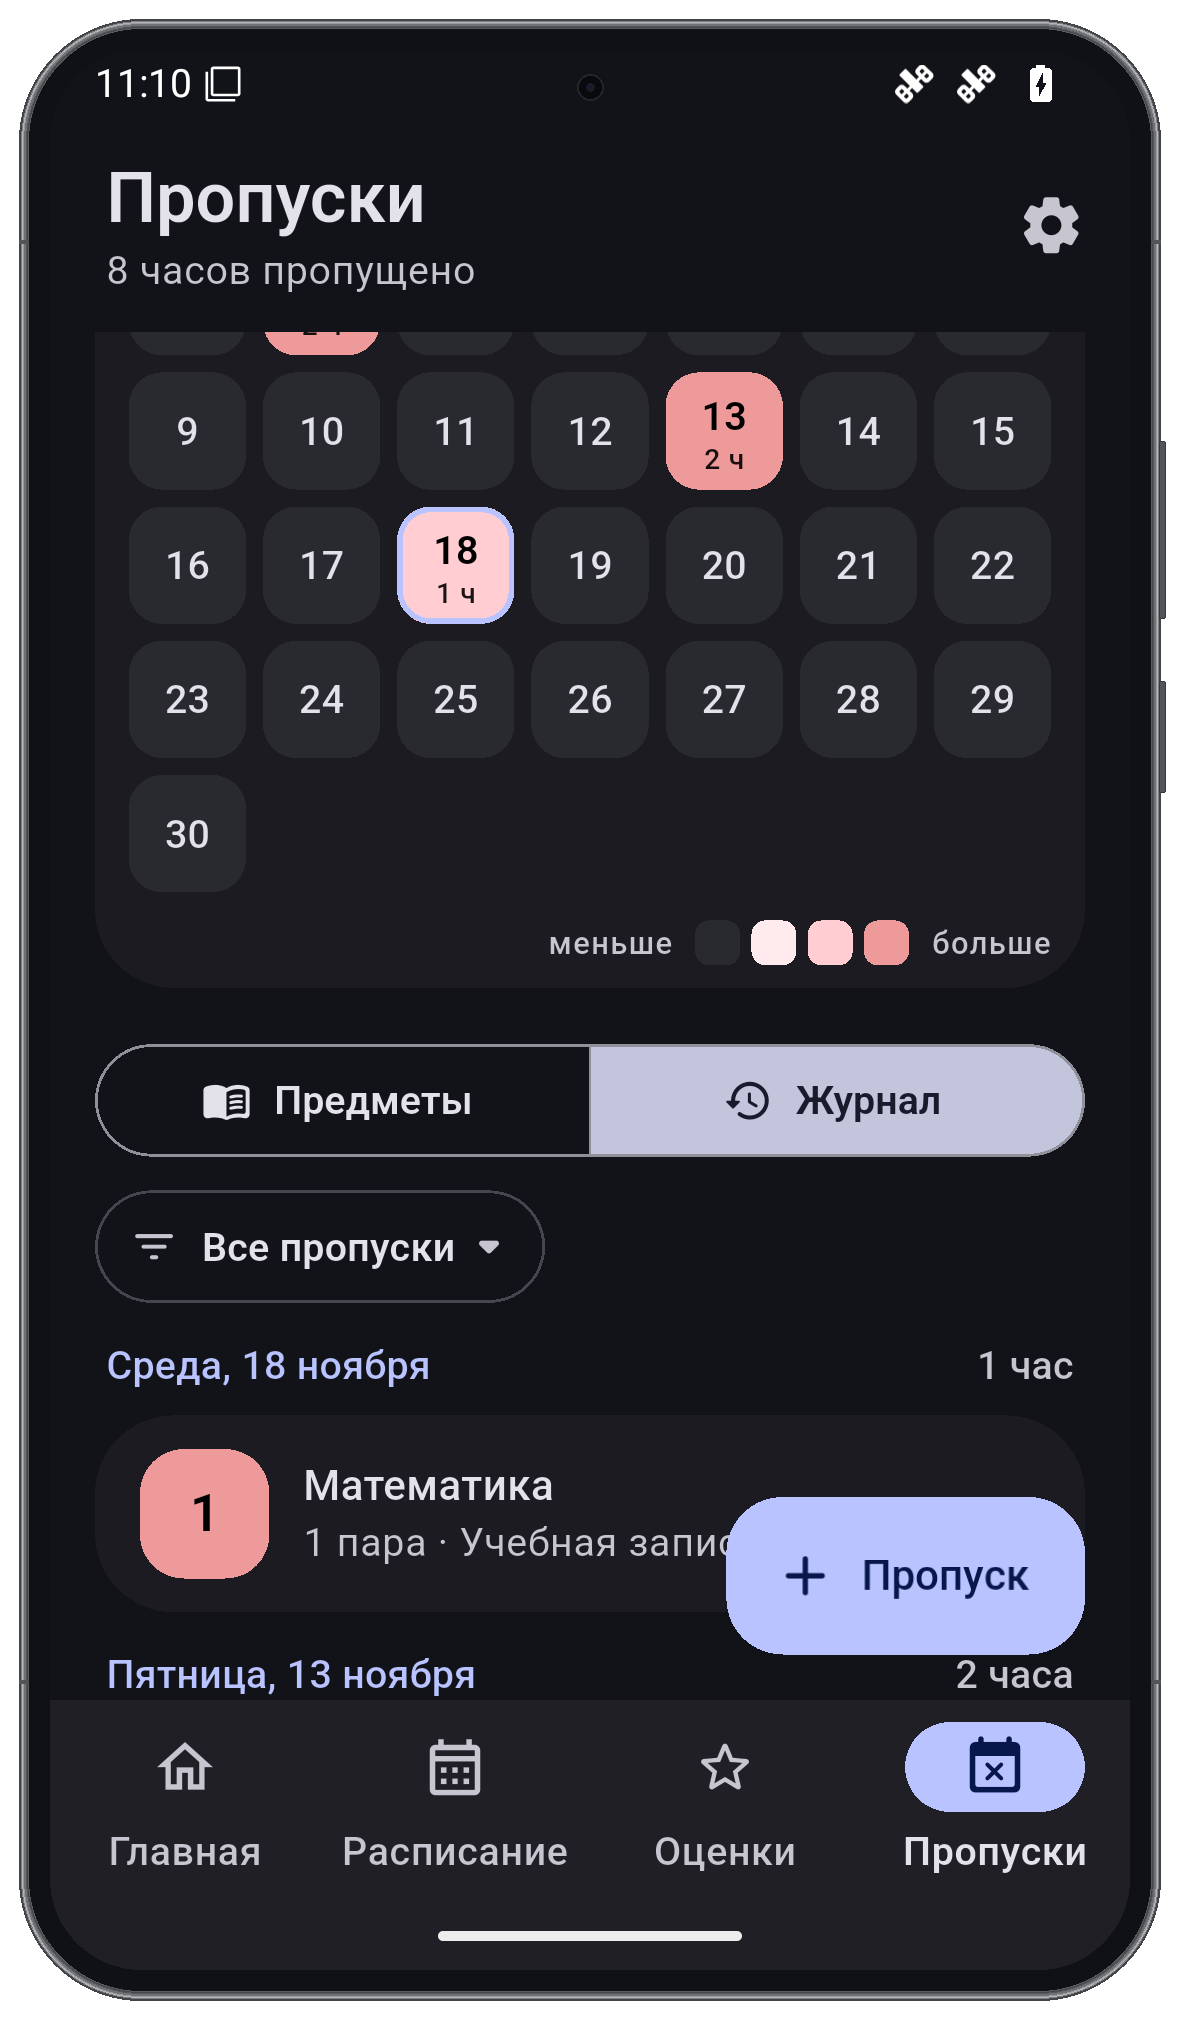 11:10
Пропуски
8 часов пропущено
9 10 11 12 13 14 15
2 ч
16 17 18 19 20 21 22
1 ч
23 24 25 26 27 28 29
30
меньше больше
Предметы Журнал
Все пропуски
Среда, 18 ноября 1 час
1 Математика
1 пара · Учебная
+ Пропуск
Пятница, 13 ноября 2 часа
Главная Расписание Оценки Пропуски